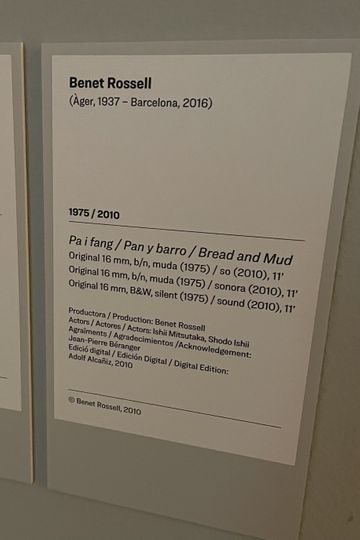 Benet Rossell
(Àger, 1937 – Barcelona, 2016)
1975 / 2010
Pa i fang / Pan y barro / Bread and Mud
Original 16 mm, b/n, muda (1975) / so (2010), 11'
Original 16 mm, b/n, muda (1975) / sonora (2010), 11'
Original 16 mm, B&W, silent (1975) / sound (2010), 11'
Productora / Production: Benet Rossell
Actors / Actores / Actors: Ishii Mitsutaka, Shodo Ishii
Agraïments / Agradecimientos /Acknowledgement:
Jean-Pierre Béranger
Edició digital / Edición Digital / Digital Edition:
Adolf Alcañiz, 2010
© Benet Rossell, 2010